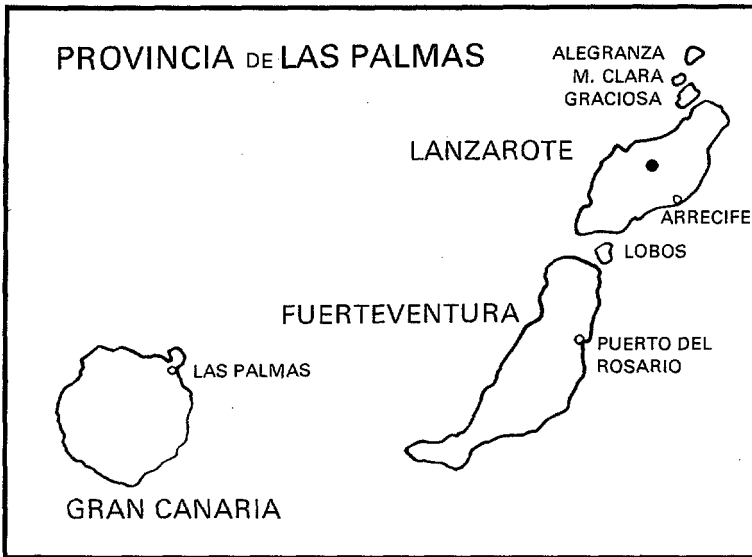 PROVINCIA DE LAS PALMAS
ALEGRANZA
M. CLARA
GRACIOSA
LANZAROTE
ARRECIFE
LOBOS
FUERTEVENTURA
PUERTO DEL
ROSARIO
LAS PALMAS
GRAN CANARIA